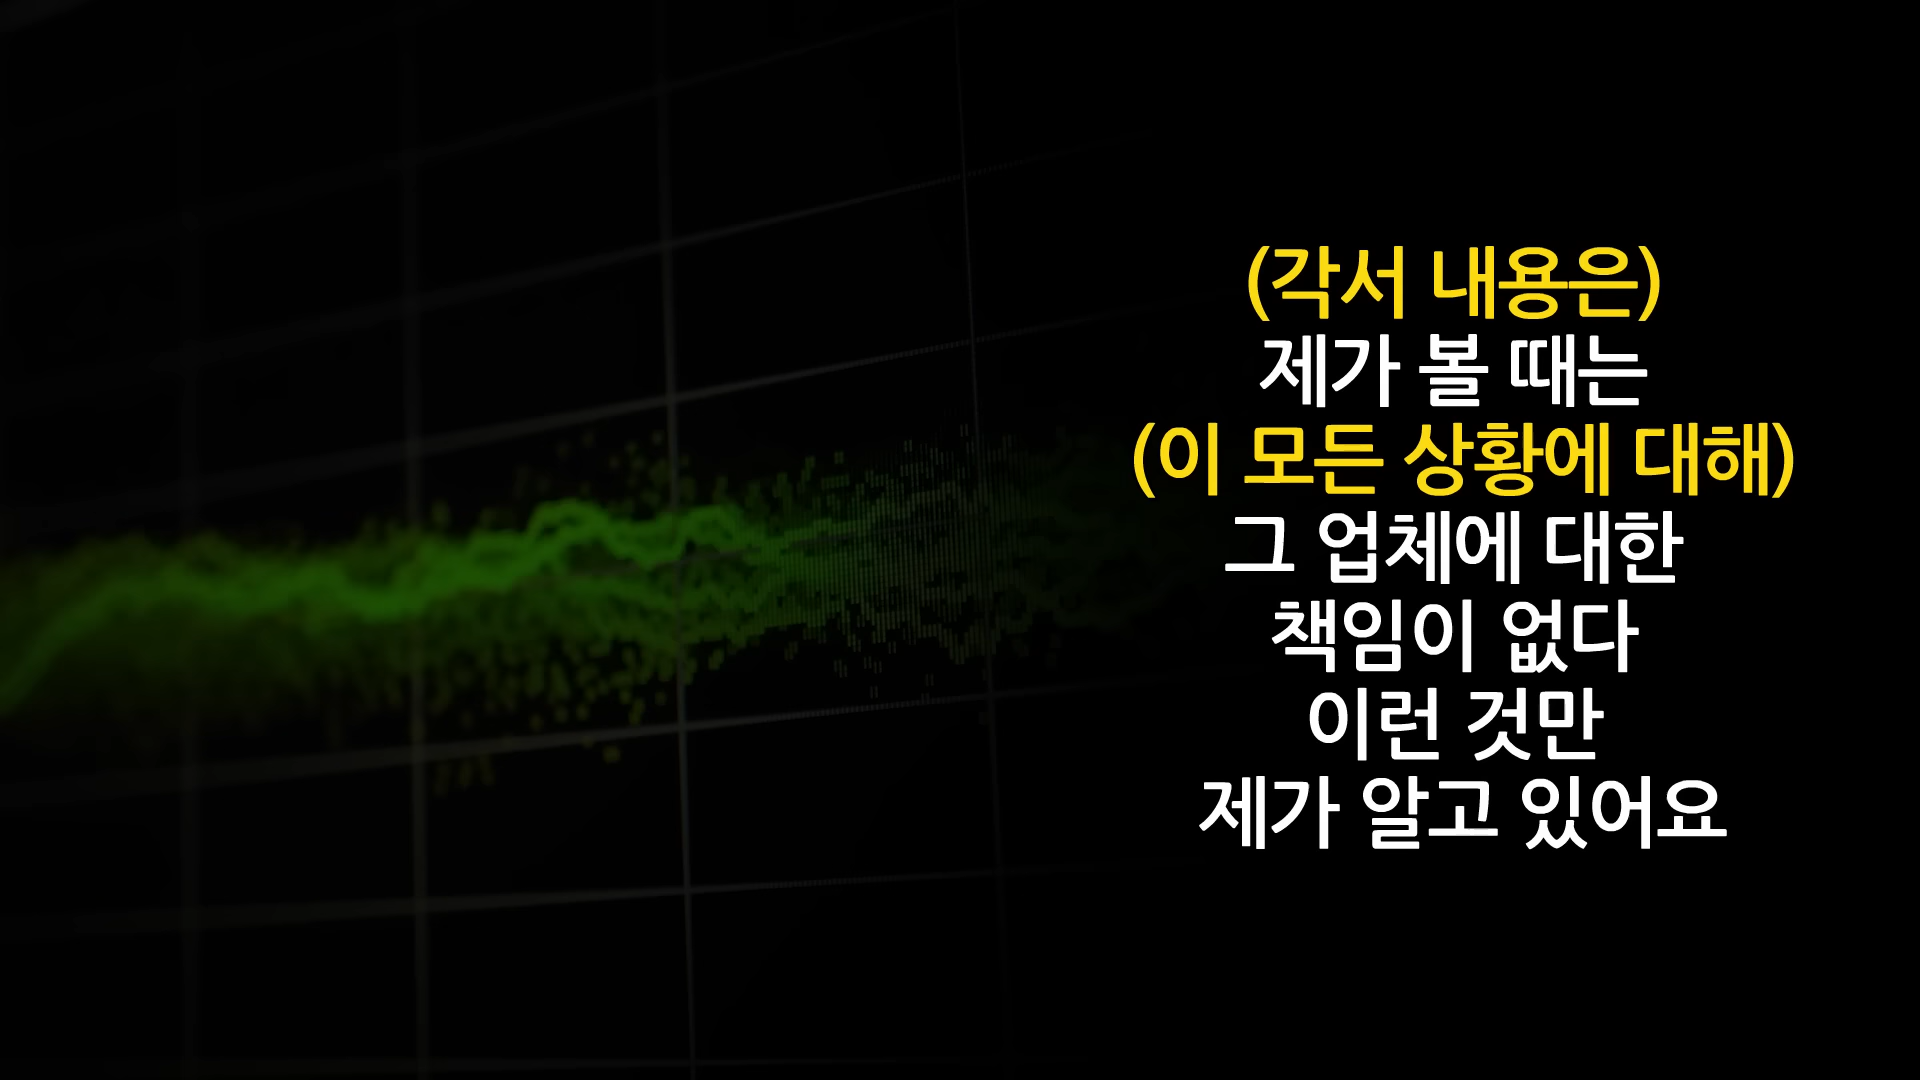 (각서 내용은)
제가 볼 때는
(이 모든 상황에 대해)
그 업체에 대한
책임이 없다
이런 것만
제가 알고 있어요